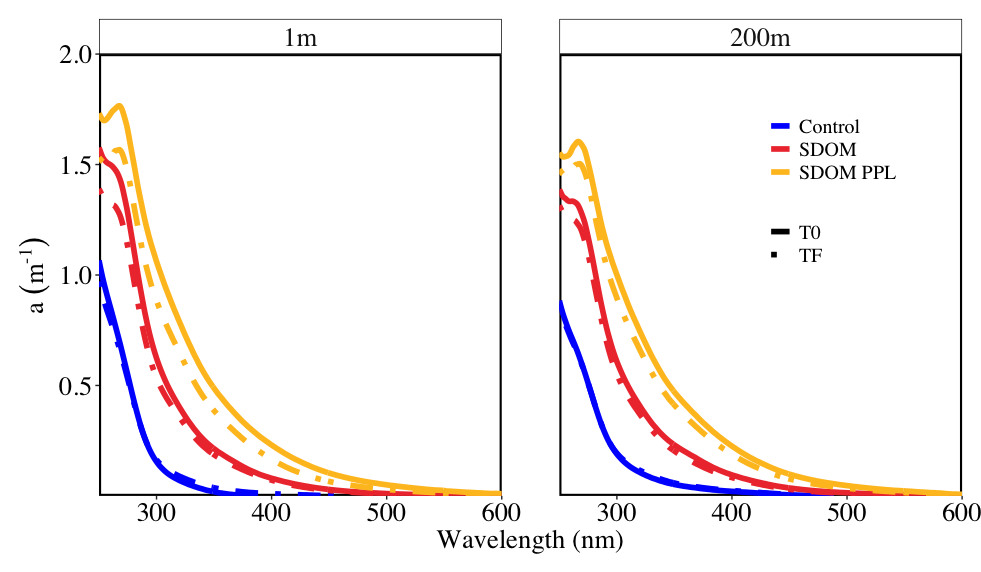 1m
200m
2.0
1.5
1.0
0.5
a (m⁻¹)
Control
SDOM
SDOM PPL
T0
TF
300
400
500
600
300
400
500
600
Wavelength (nm)